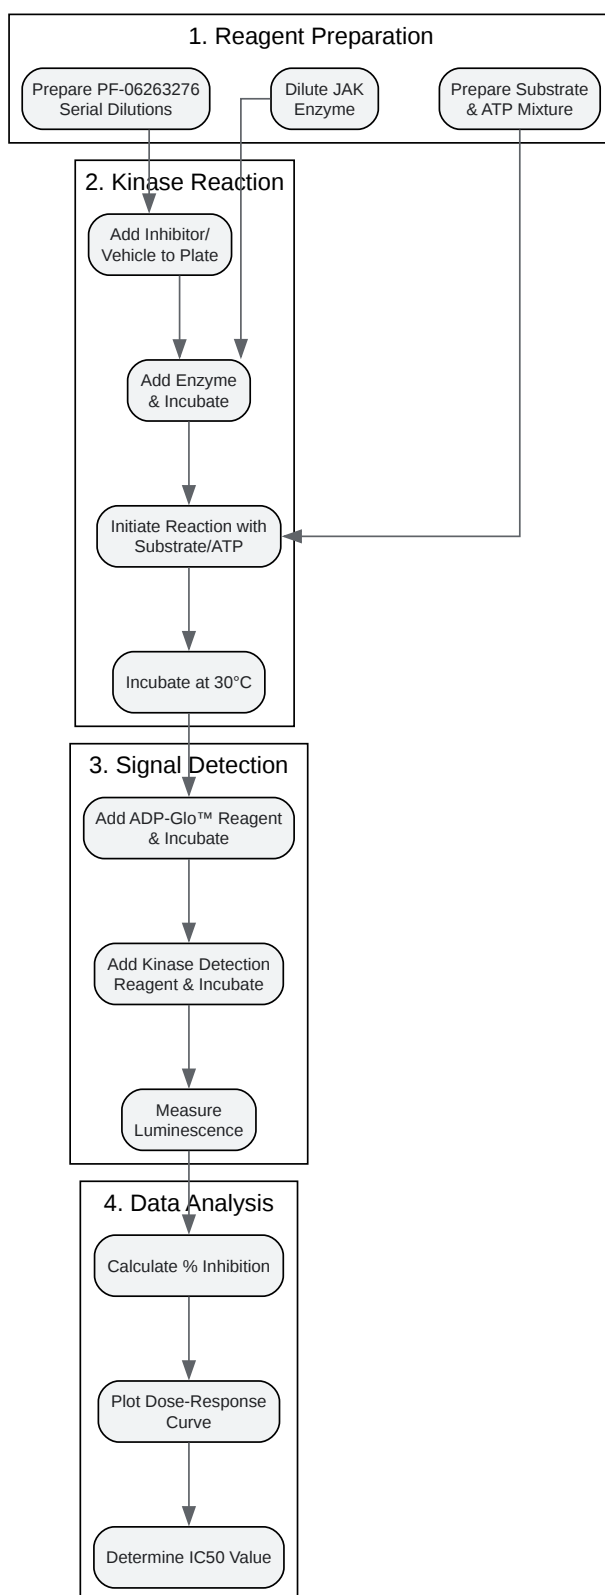 1. Reagent Preparation
Prepare PF-06263276
Serial Dilutions
Dilute JAK
Enzyme
Prepare Substrate
& ATP Mixture
2. Kinase Reaction
Add Inhibitor/
Vehicle to Plate
Add Enzyme
& Incubate
Initiate Reaction with
Substrate/ATP
Incubate at 30°C
3. Signal Detection
Add ADP-Glo™ Reagent
& Incubate
Add Kinase Detection
Reagent & Incubate
Measure
Luminescence
4. Data Analysis
Calculate % Inhibition
Plot Dose-Response
Curve
Determine IC50 Value